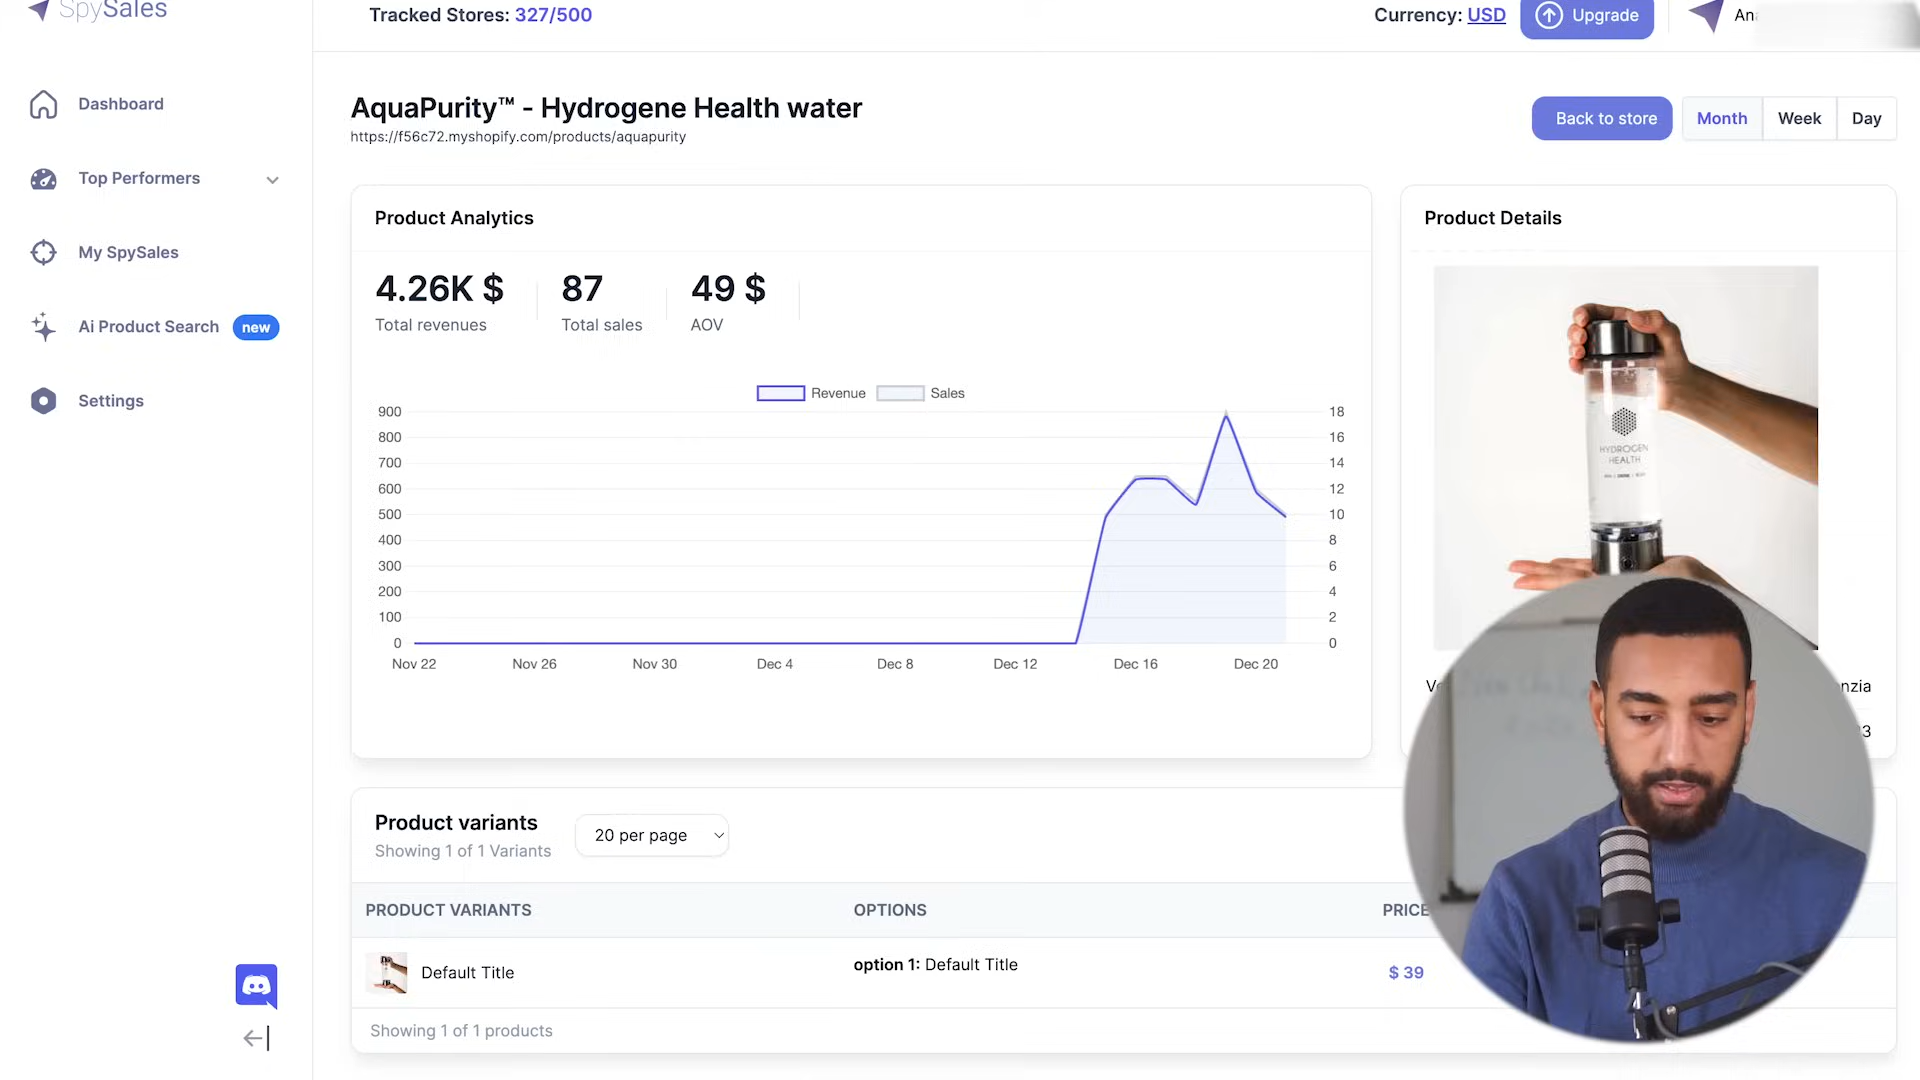 SpySales
Tracked Stores: 327/500
Currency: USD
Upgrade
Dashboard
Top Performers
My SpySales
Ai Product Search new
Settings
AquaPurity™ - Hydrogene Health water
https://f56c72.myshopify.com/products/aquapurity
Back to store
Month
Week
Day
Product Analytics
4.26K $
Total revenues
87
Total sales
49 $
AOV
Revenue
Sales
900
800
700
600
500
400
300
200
100
0
18
16
14
12
10
8
6
4
2
0
Nov 22
Nov 26
Nov 30
Dec 4
Dec 8
Dec 12
Dec 16
Dec 20
Product Details
HYDROGEN
HEALTH
Product variants
Showing 1 of 1 Variants
20 per page
PRODUCT VARIANTS
OPTIONS
PRICE
Default Title
option 1: Default Title
$ 39
Showing 1 of 1 products